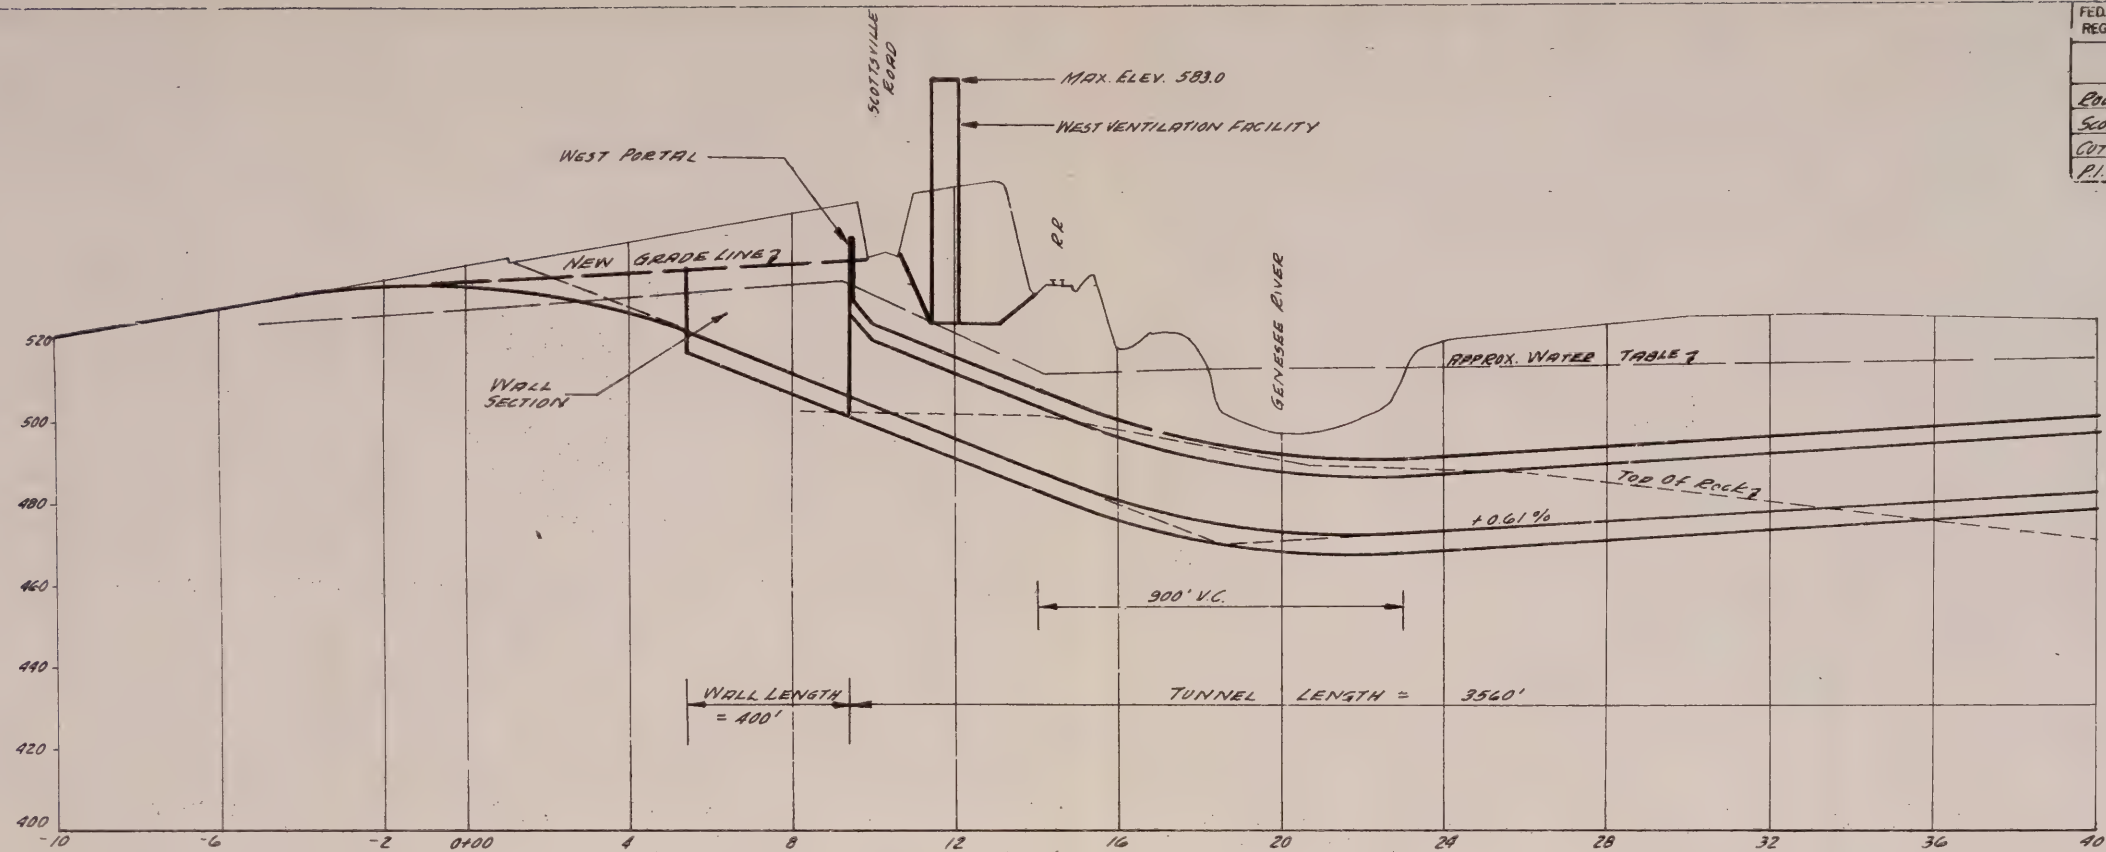 FED.
REG
SCOTTSVILLE
ROAD
MAX. ELEV. 583.0
WEST VENTILATION FACILITY
WEST PORTAL
P.I.
RR
NEW GRADE LINE
GENESEE RIVER
520
APPROX. WATER TABLE
WALL
SECTION
500
TOP OF ROCK
480
+0.61%
460
900' V.C.
440
WALL LENGTH
= 400'
TUNNEL LENGTH = 3560'
420
400
-10 -6 -2 0+00 4 8 12 16 20 24 28 32 36 40